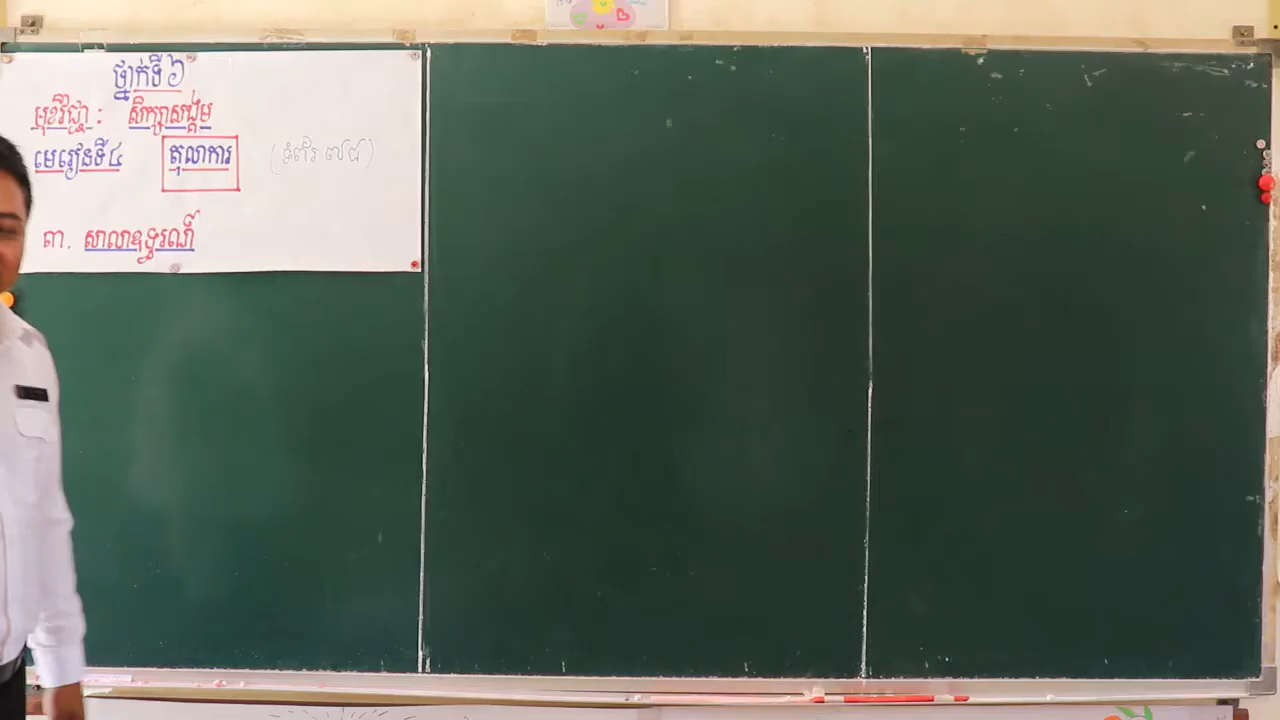 ថ្នាក់ទី៦
មុខវិជ្ជា : សិក្សាសង្គម
មេរៀនទី៤ តុលាការ (ទំព័រ ៧៨)
៣. សាលាឧទ្ធរណ៍